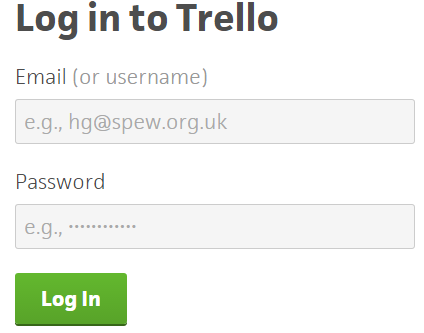 Log in to Trello
Email (or username)
e.g., hg@spew.org.uk
Password
e.g., ••••••••••••
Log In